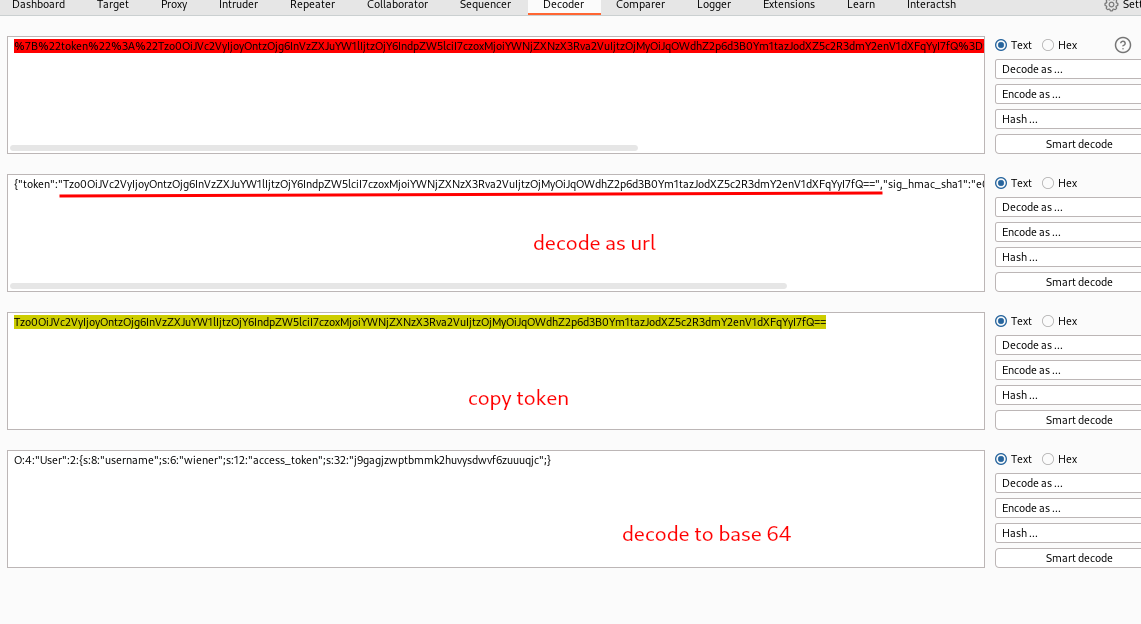 Dashboard Target Proxy Intruder Repeater Collaborator Sequencer Decoder Comparer Logger Extensions Learn Interactsh Sett
%7B%22token%22%3A%22Tzo0OiJVc2VyIjoyOntzOjg6InVzZXJuYW1lIjtzOjY6IndpZW5lciI7czoxMjoiYWNjZXNzX3Rva2VuIjtzOjMyOiJqOWdhZ2p6d3B0Ym1tazJodXZ5c2R3dmY2enV1dXFqYyI7fQ%3D
Text Hex ?
Decode as ...
Encode as ...
Hash ...
Smart decode
{"token":"Tzo0OiJVc2VyIjoyOntzOjg6InVzZXJuYW1lIjtzOjY6IndpZW5lciI7czoxMjoiYWNjZXNzX3Rva2VuIjtzOjMyOiJqOWdhZ2p6d3B0Ym1tazJodXZ5c2R3dmY2enV1dXFqYyI7fQ==","sig_hmac_sha1":"e0
Text Hex
Decode as ...
decode as url
Encode as ...
Hash ...
Smart decode
Tzo0OiJVc2VyIjoyOntzOjg6InVzZXJuYW1lIjtzOjY6IndpZW5lciI7czoxMjoiYWNjZXNzX3Rva2VuIjtzOjMyOiJqOWdhZ2p6d3B0Ym1tazJodXZ5c2R3dmY2enV1dXFqYyI7fQ==
Text Hex
Decode as ...
Encode as ...
copy token
Hash ...
Smart decode
O:4:"User":2:{s:8:"username";s:6:"wiener";s:12:"access_token";s:32:"j9gagjzwptbmmk2huvysdwvf6zuuuqjc";}
Text Hex
Decode as ...
Encode as ...
decode to base 64
Hash ...
Smart decode